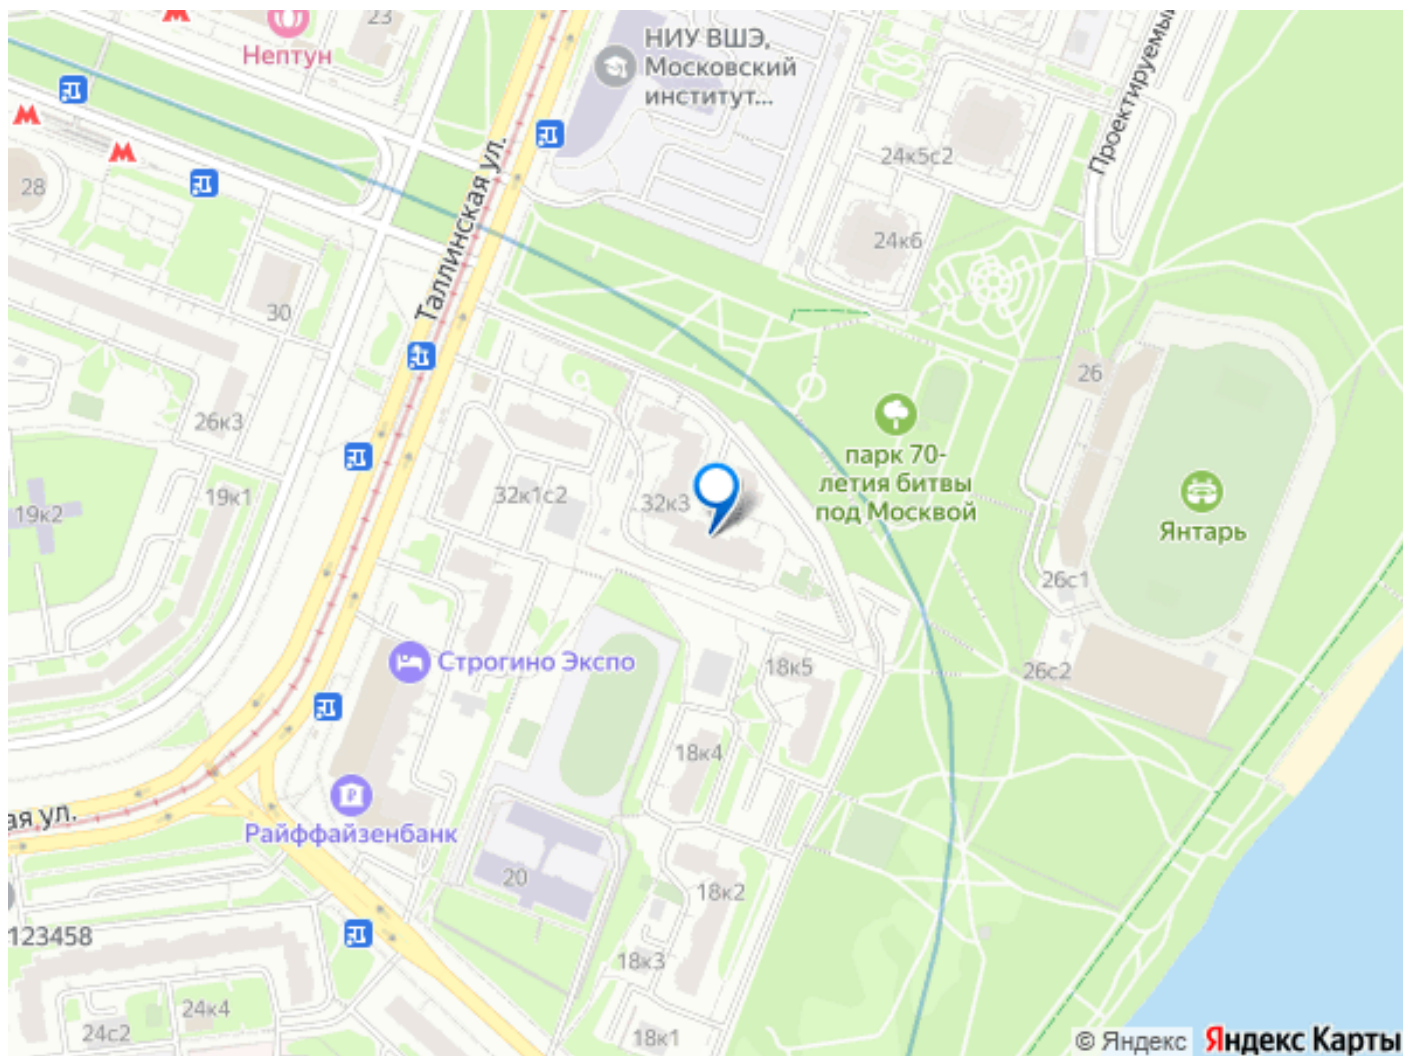 23
Нептун
НИУ ВШЭ,
Московский
институт...
Проектируемый
24к5с2
28
24к6
Таллинская ул.
30
26
26к3
парк 70-
летия битвы
под Москвой
19к1
32к1с2
32к3
19к2
Янтарь
26с1
Строгино Экспо
18к5
26с2
18к4
ая ул.
Райффайзенбанк
20
18к2
123458
18к3
24к4
24с2
18к1
© Яндекс Яндекс Карты